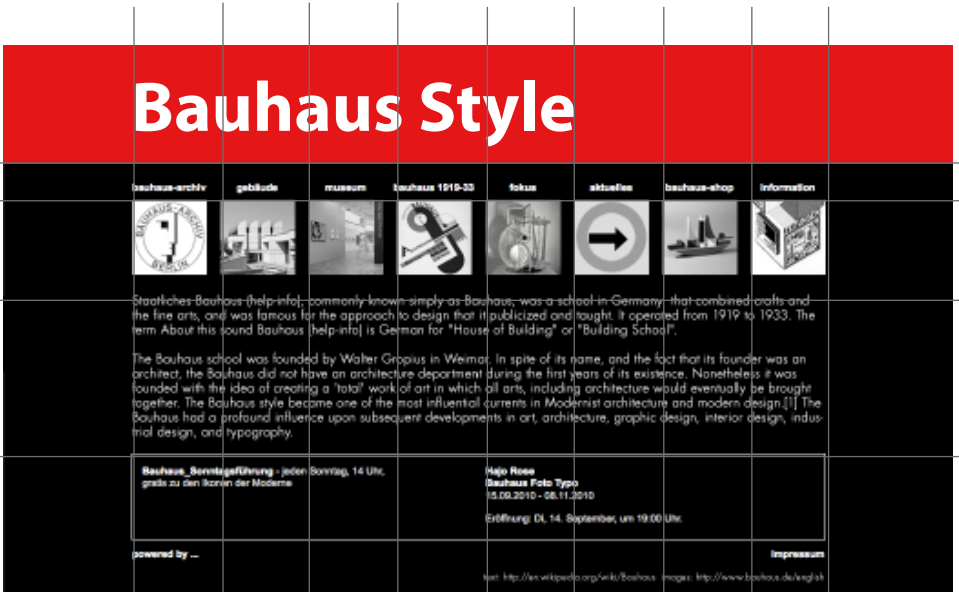 Bauhaus Style
bauhaus-archiv gebäude museum bauhaus 1919-33 fokus aktuelles bauhaus-shop information
BAUHAUS-ARCHIV
BERLIN
Staatliches Bauhaus (help·info), commonly known simply as Bauhaus, was a school in Germany that combined crafts and
the fine arts, and was famous for the approach to design that it publicized and taught. It operated from 1919 to 1933. The
term About this sound Bauhaus (help·info) is German for "House of Building" or "Building School".
The Bauhaus school was founded by Walter Gropius in Weimar. In spite of its name, and the fact that its founder was an
architect, the Bauhaus did not have an architecture department during the first years of its existence. Nonetheless it was
founded with the idea of creating a 'total' work of art in which all arts, including architecture would eventually be brought
together. The Bauhaus style became one of the most influential currents in Modernist architecture and modern design.[1] The
Bauhaus had a profound influence upon subsequent developments in art, architecture, graphic design, interior design, indus-
trial design, and typography.
Bauhaus_Sonntagsführung - jeden Sonntag, 14 Uhr,
gratis zu den Ikonen der Moderne
Hajo Rose
Bauhaus Foto Typo
15.09.2010 - 08.11.2010
Eröffnung: Di, 14. September, um 19:00 Uhr.
powered by ...
Impressum
text: http://en.wikipedia.org/wiki/Bauhaus images: http://www.bauhaus.de/english